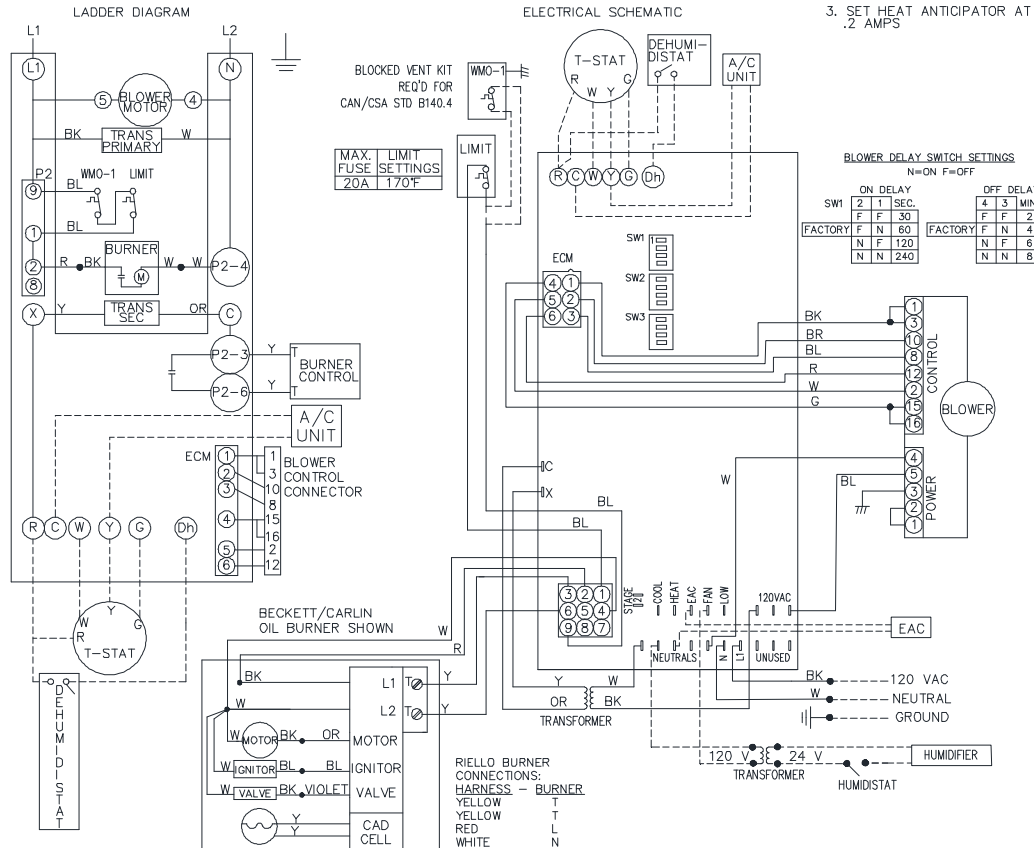 LADDER DIAGRAM
L1
L2
L1
N
5
BLOWER
MOTOR
4
BK
TRANS
PRIMARY
W
P2
9
BL
WMO-1
LIMIT
1
BL
BURNER
2
R
BK
M
W
W
P2-4
8
X
Y
TRANS
SEC
OR
C
P2-3
Y
T
BURNER
CONTROL
P2-6
Y
T
A/C
UNIT
ECM
1
2
3
4
5
6
1
3
10
8
15
16
2
12
BLOWER
CONTROL
CONNECTOR
R
C
W
Y
G
Dh
Y
W
G
R
T-STAT
DEHUMIDISTAT
ELECTRICAL SCHEMATIC
3. SET HEAT ANTICIPATOR AT
.2 AMPS
BLOCKED VENT KIT
REQ'D FOR
CAN/CSA STD B140.4
WMO-1
MAX. LIMIT
FUSE SETTINGS
20A 170°F
LIMIT
T-STAT
R
W
Y
G
DEHUMI-
DISTAT
A/C
UNIT
R
C
W
Y
G
Dh
BLOWER DELAY SWITCH SETTINGS
N=ON F=OFF
ON DELAY
SW1 2 1 SEC.
F F 30
FACTORY F N 60
N F 120
N N 240
OFF DELA
4 3 MIN
F F 2
FACTORY F N 4
N F 6
N N 8
SW1
1
SW2
SW3
ECM
4 1
5 2
6 3
BK
BR
BL
R
W
G
1
3
10
8
12
2
15
16
CONTROL
BLOWER
4
5
3
2
1
POWER
W
BL
C
X
BL
BL
3 2 1
6 5 4
9 8 7
STAGE
2
COOL
HEAT
EAC
FAN
LOW
120VAC
NEUTRALS
N
L1
UNUSED
EAC
BK
120 VAC
W
NEUTRAL
GROUND
Y
W
OR
BK
TRANSFORMER
120 V
24 V
TRANSFORMER
HUMIDIFIER
HUMIDISTAT
BECKETT/CARLIN
OIL BURNER SHOWN
W
R
BK
L1
T
Y
W
L2
T
Y
W
MOTOR
BK
OR
MOTOR
W
IGNITOR
BL
BL
IGNITOR
W
VALVE
BK
VIOLET
VALVE
Y
Y
CAD
CELL
RIELLO BURNER
CONNECTIONS:
HARNESS - BURNER
YELLOW T
YELLOW T
RED L
WHITE N